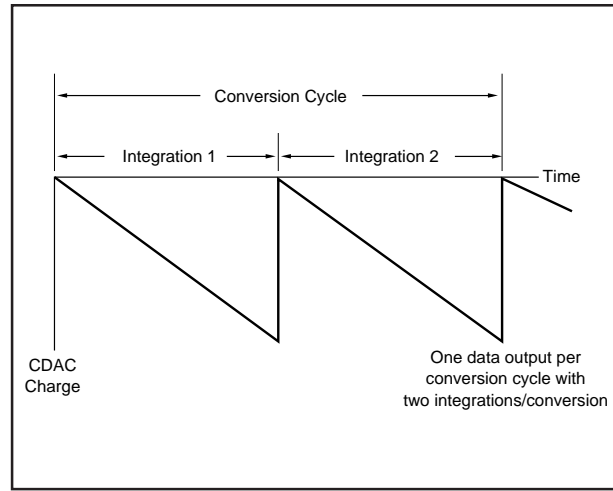 Conversion Cycle
Integration 1
Integration 2
Time
CDAC
Charge
One data output per
conversion cycle with
two integrations/conversion